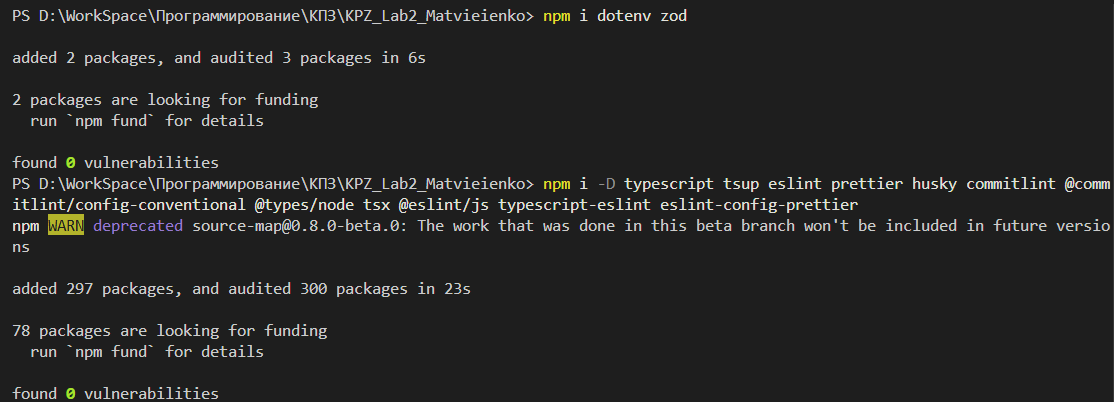 PS D:\WorkSpace\Программирование\КПЗ\KPZ_Lab2_Matvieienko> npm i dotenv zod
added 2 packages, and audited 3 packages in 6s
2 packages are looking for funding
  run `npm fund` for details
found 0 vulnerabilities
PS D:\WorkSpace\Программирование\КПЗ\KPZ_Lab2_Matvieienko> npm i -D typescript tsup eslint prettier husky commitlint @comm
itlint/config-conventional @types/node tsx @eslint/js typescript-eslint eslint-config-prettier
npm WARN deprecated source-map@0.8.0-beta.0: The work that was done in this beta branch won't be included in future versio
ns
added 297 packages, and audited 300 packages in 23s
78 packages are looking for funding
  run `npm fund` for details
found 0 vulnerabilities